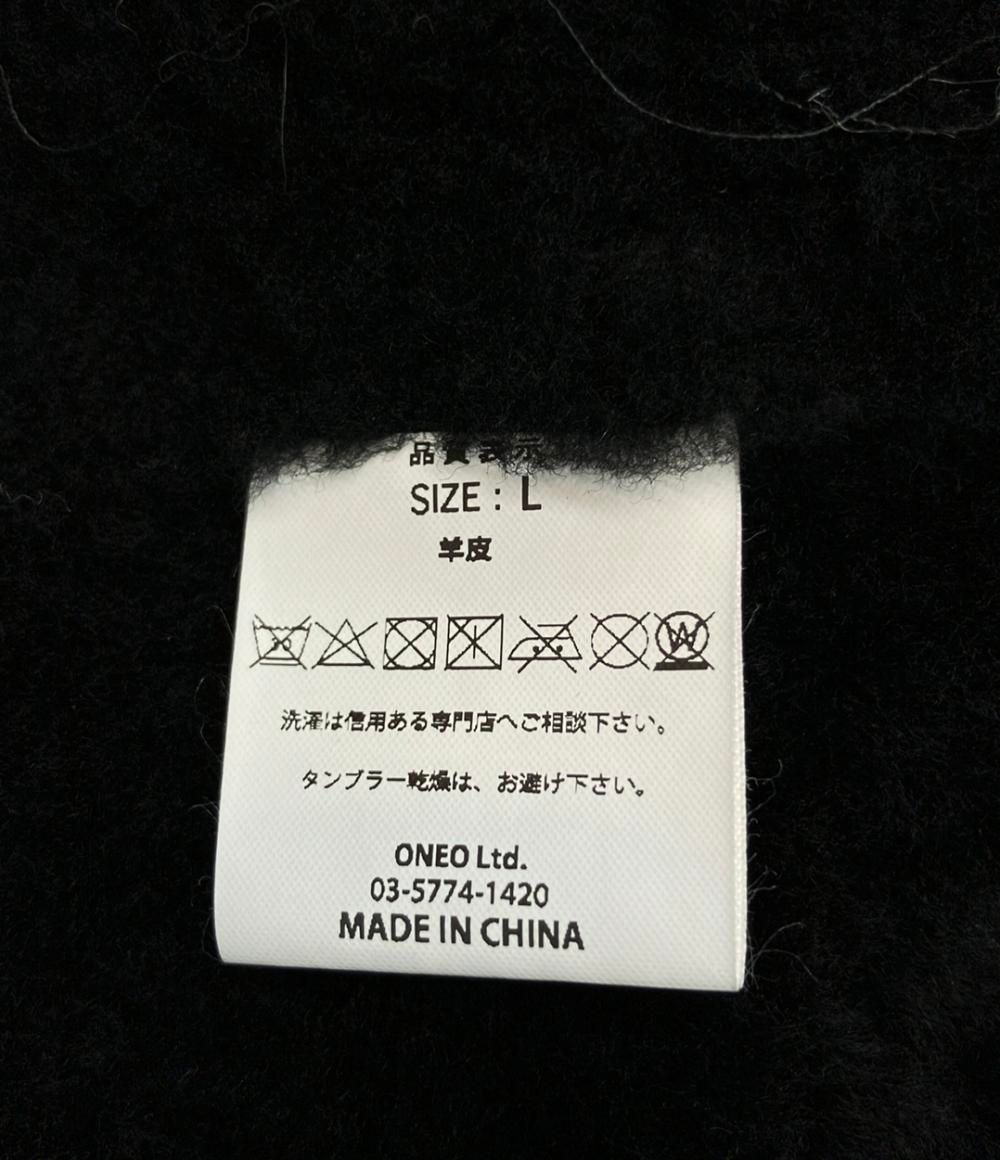 品質表示
SIZE : L
羊皮
洗濯は信用ある専門店へご相談下さい。
タンブラー乾燥は、お避け下さい。
ONEO Ltd.
03-5774-1420
MADE IN CHINA